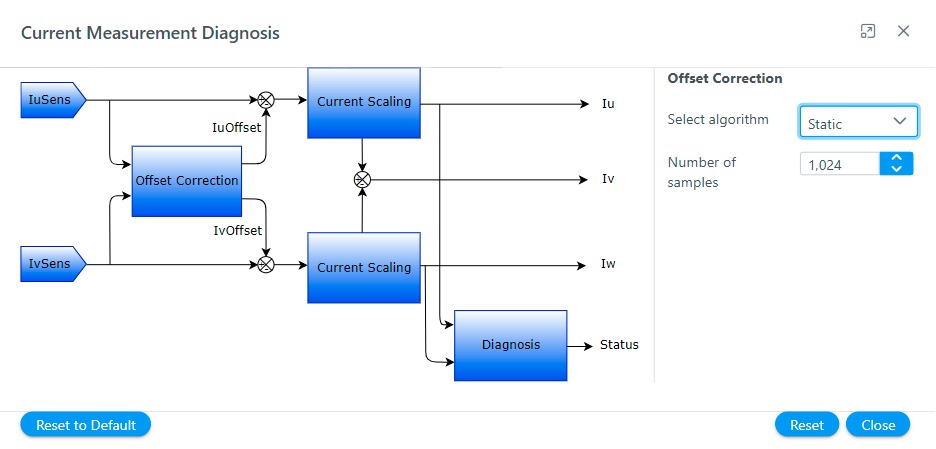 Current Measurement Diagnosis
IuSens
IuOffset
Offset Correction
IvOffset
IvSens
Current Scaling
Current Scaling
Iu
Iv
Iw
Diagnosis
Status
Offset Correction
Select algorithm
Static
Number of
samples
1,024
Reset to Default
Reset
Close